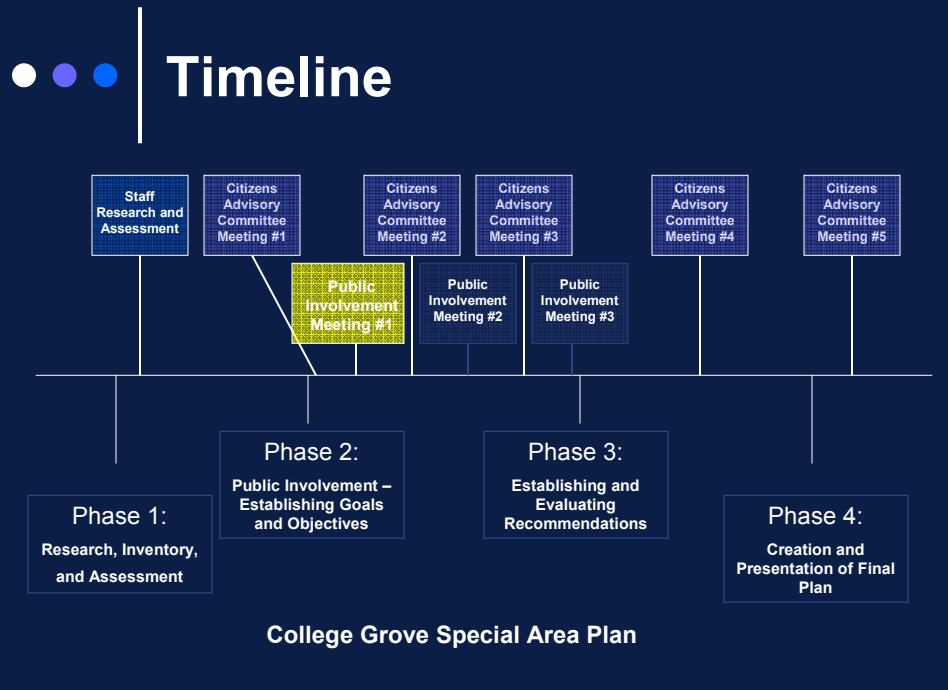 Timeline
Staff
Research and
Assessment
Citizens
Advisory
Committee
Meeting #1
Citizens
Advisory
Committee
Meeting #2
Citizens
Advisory
Committee
Meeting #3
Citizens
Advisory
Committee
Meeting #4
Citizens
Advisory
Committee
Meeting #5
Public
Involvement
Meeting #1
Public
Involvement
Meeting #2
Public
Involvement
Meeting #3
Phase 1:
Research, Inventory,
and Assessment
Phase 2:
Public Involvement –
Establishing Goals
and Objectives
Phase 3:
Establishing and
Evaluating
Recommendations
Phase 4:
Creation and
Presentation of Final
Plan
College Grove Special Area Plan